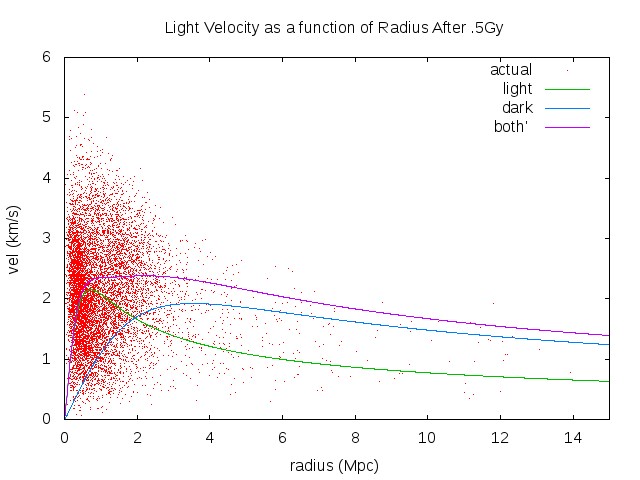 Light Velocity as a function of Radius After .5Gy
actual
light
dark
both'
vel (km/s)
6
5
4
3
2
1
0
0 2 4 6 8 10 12 14
radius (Mpc)